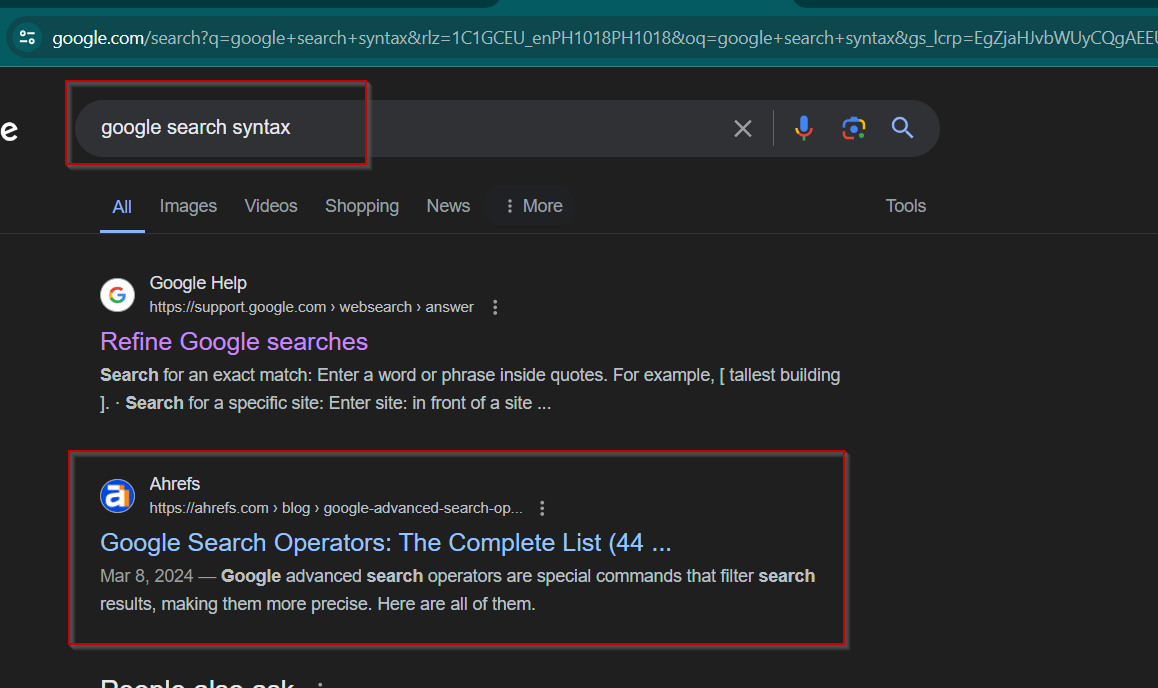 google.com/search?q=google+search+syntax&rlz=1C1GCEU_enPH1018PH1018&oq=google+search+syntax&gs_lcrp=EgZjaHJvbWUyCQgAEEU
e
google search syntax
All Images Videos Shopping News More Tools
Google Help
https://support.google.com › websearch › answer
Refine Google searches
Search for an exact match: Enter a word or phrase inside quotes. For example, [ tallest building
]. · Search for a specific site: Enter site: in front of a site ...
Ahrefs
https://ahrefs.com › blog › google-advanced-search-op...
Google Search Operators: The Complete List (44 ...
Mar 8, 2024 — Google advanced search operators are special commands that filter search
results, making them more precise. Here are all of them.
People also ask